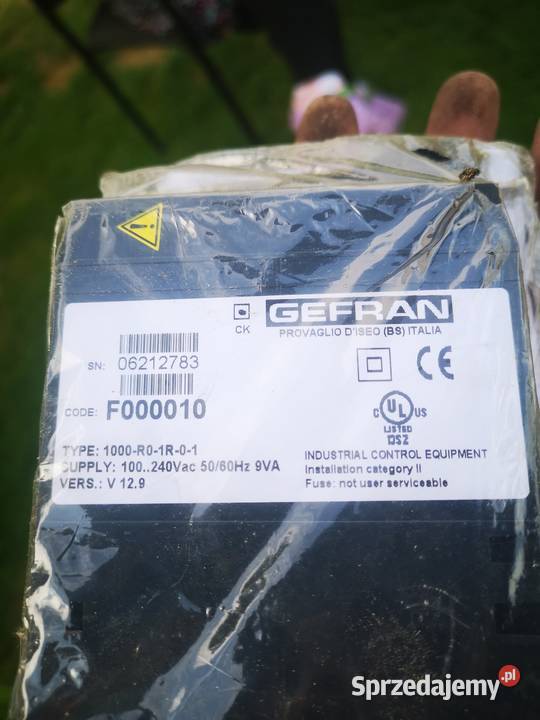 GEFRAN
CK
PROVAGLIO D'ISEO (BS) ITALIA
SN: 06212783
CODE: F000010
C UL US
LISTED
TYPE: 1000-R0-1R-0-1
SUPPLY: 100..240Vac 50/60Hz 9VA
VERS.: V 12.9
INDUSTRIAL CONTROL EQUIPMENT
Installation category II
Fuse: not user serviceable
Sprzedajemy.pl